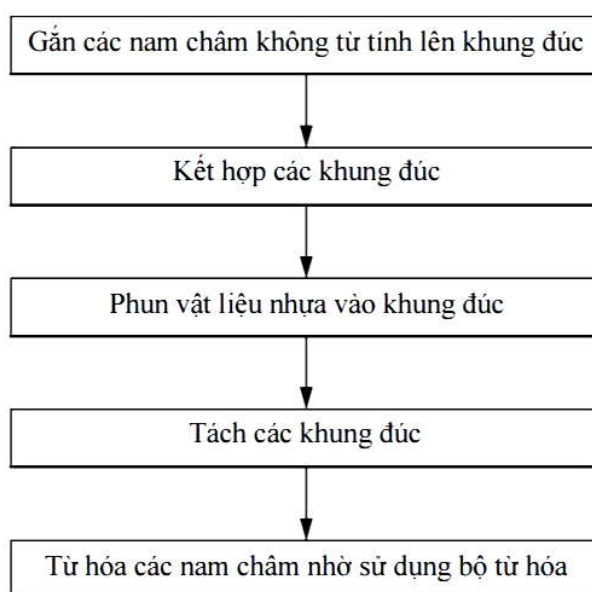 Gắn các nam châm không từ tính lên khung đúc
Kết hợp các khung đúc
Phun vật liệu nhựa vào khung đúc
Tách các khung đúc
Từ hóa các nam châm nhờ sử dụng bộ từ hóa